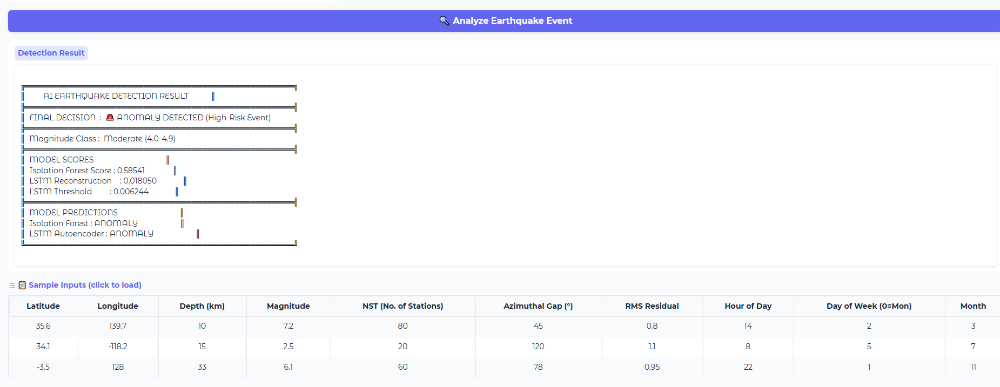 🔍 Analyze Earthquake Event
Detection Result
AI EARTHQUAKE DETECTION RESULT
FINAL DECISION : 🚨 ANOMALY DETECTED (High-Risk Event)
Magnitude Class : Moderate (4.0-4.9)
MODEL SCORES
Isolation Forest Score : 0.58541
LSTM Reconstruction : 0.018050
LSTM Threshold : 0.006244
MODEL PREDICTIONS
Isolation Forest : ANOMALY
LSTM Autoencoder : ANOMALY
📋 Sample Inputs (click to load)
Latitude Longitude Depth (km) Magnitude NST (No. of Stations) Azimuthal Gap (°) RMS Residual Hour of Day Day of Week (0=Mon) Month
35.6 139.7 10 7.2 80 45 0.8 14 2 3
34.1 -118.2 15 2.5 20 120 1.1 8 5 7
-3.5 128 33 6.1 60 78 0.95 22 1 11